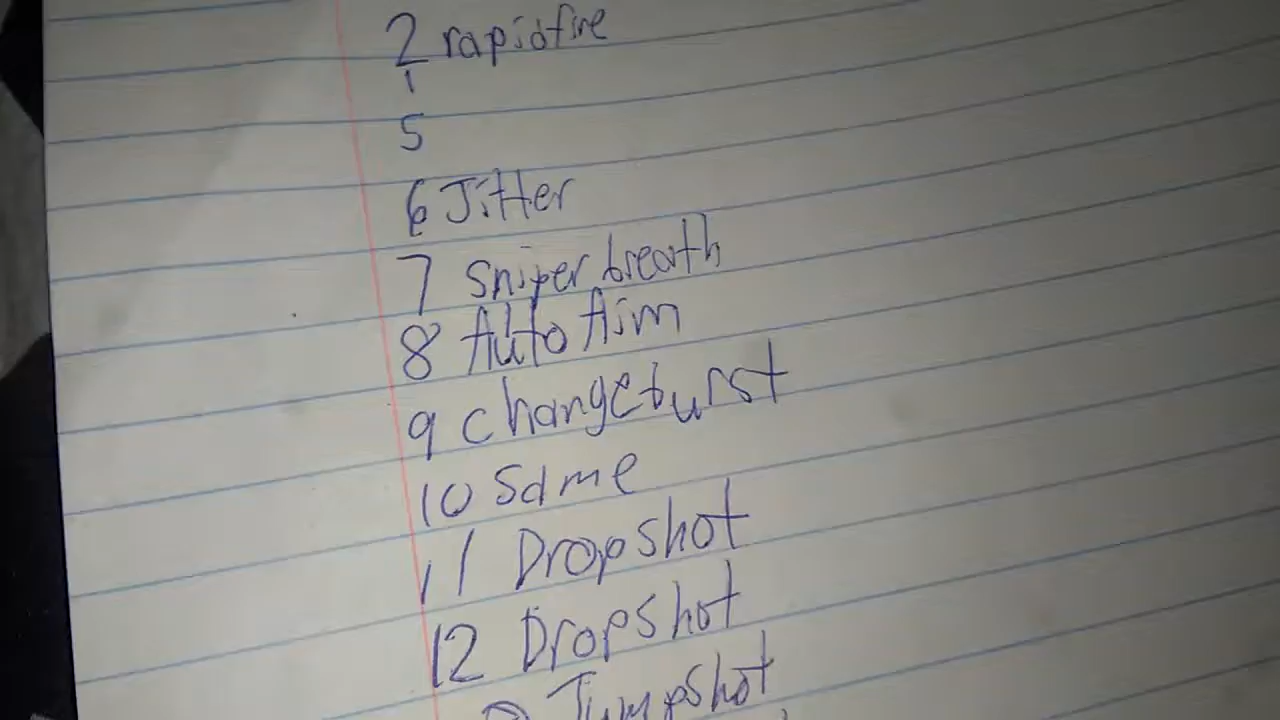 2 rapidfire
1
5
6 Jitter
7 Sniper breath
8 Auto Aim
9 changeburst
10 Same
11 Dropshot
12 Dropshot
Jumpshot